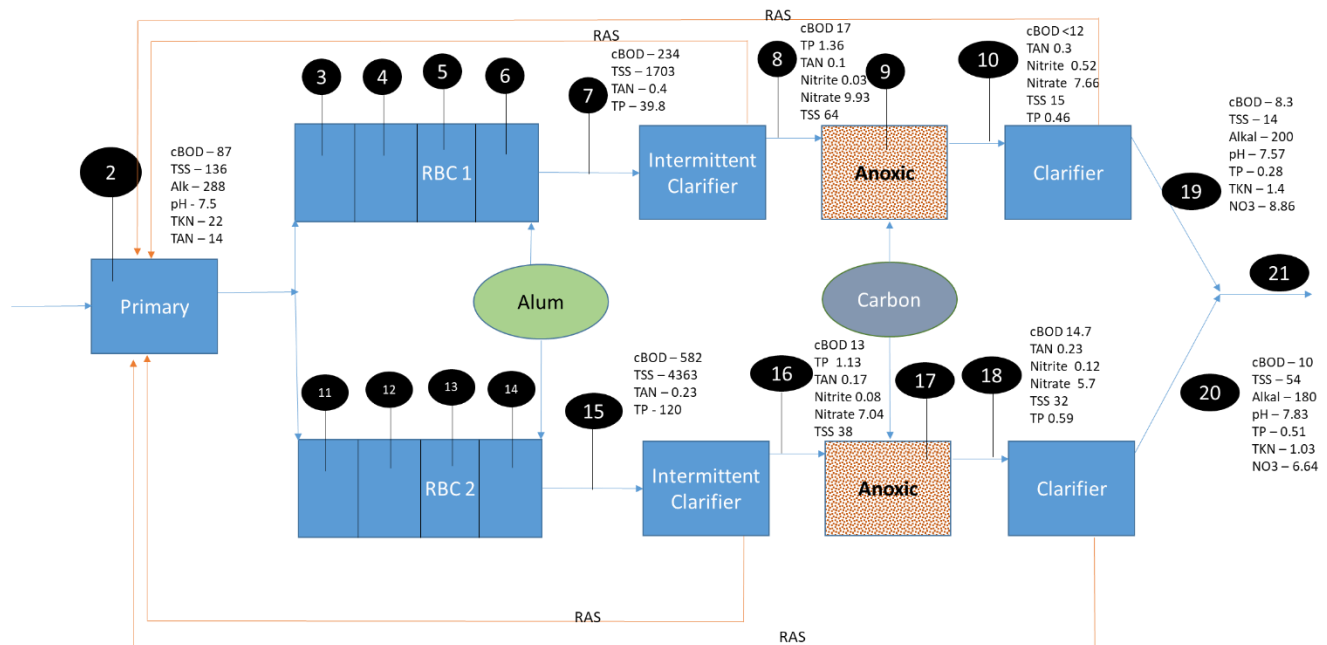 RAS
RAS
2
cBOD – 87
TSS – 136
Alk – 288
pH - 7.5
TKN – 22
TAN – 14
Primary
3
4
5
6
RBC 1
7
cBOD – 234
TSS – 1703
TAN – 0.4
TP – 39.8
Intermittent
Clarifier
8
cBOD 17
TP 1.36
TAN 0.1
Nitrite 0.03
Nitrate 9.93
TSS 64
9
Anoxic
10
cBOD <12
TAN 0.3
Nitrite 0.52
Nitrate 7.66
TSS 15
TP 0.46
Clarifier
19
cBOD – 8.3
TSS – 14
Alkal – 200
pH – 7.57
TP – 0.28
TKN – 1.4
NO3 – 8.86
Alum
Carbon
21
11
12
13
14
RBC 2
15
cBOD – 582
TSS – 4363
TAN – 0.23
TP - 120
Intermittent
Clarifier
16
cBOD 13
TP 1.13
TAN 0.17
Nitrite 0.08
Nitrate 7.04
TSS 38
17
Anoxic
18
cBOD 14.7
TAN 0.23
Nitrite 0.12
Nitrate 5.7
TSS 32
TP 0.59
Clarifier
20
cBOD – 10
TSS – 54
Alkal – 180
pH – 7.83
TP – 0.51
TKN – 1.03
NO3 – 6.64
RAS
RAS